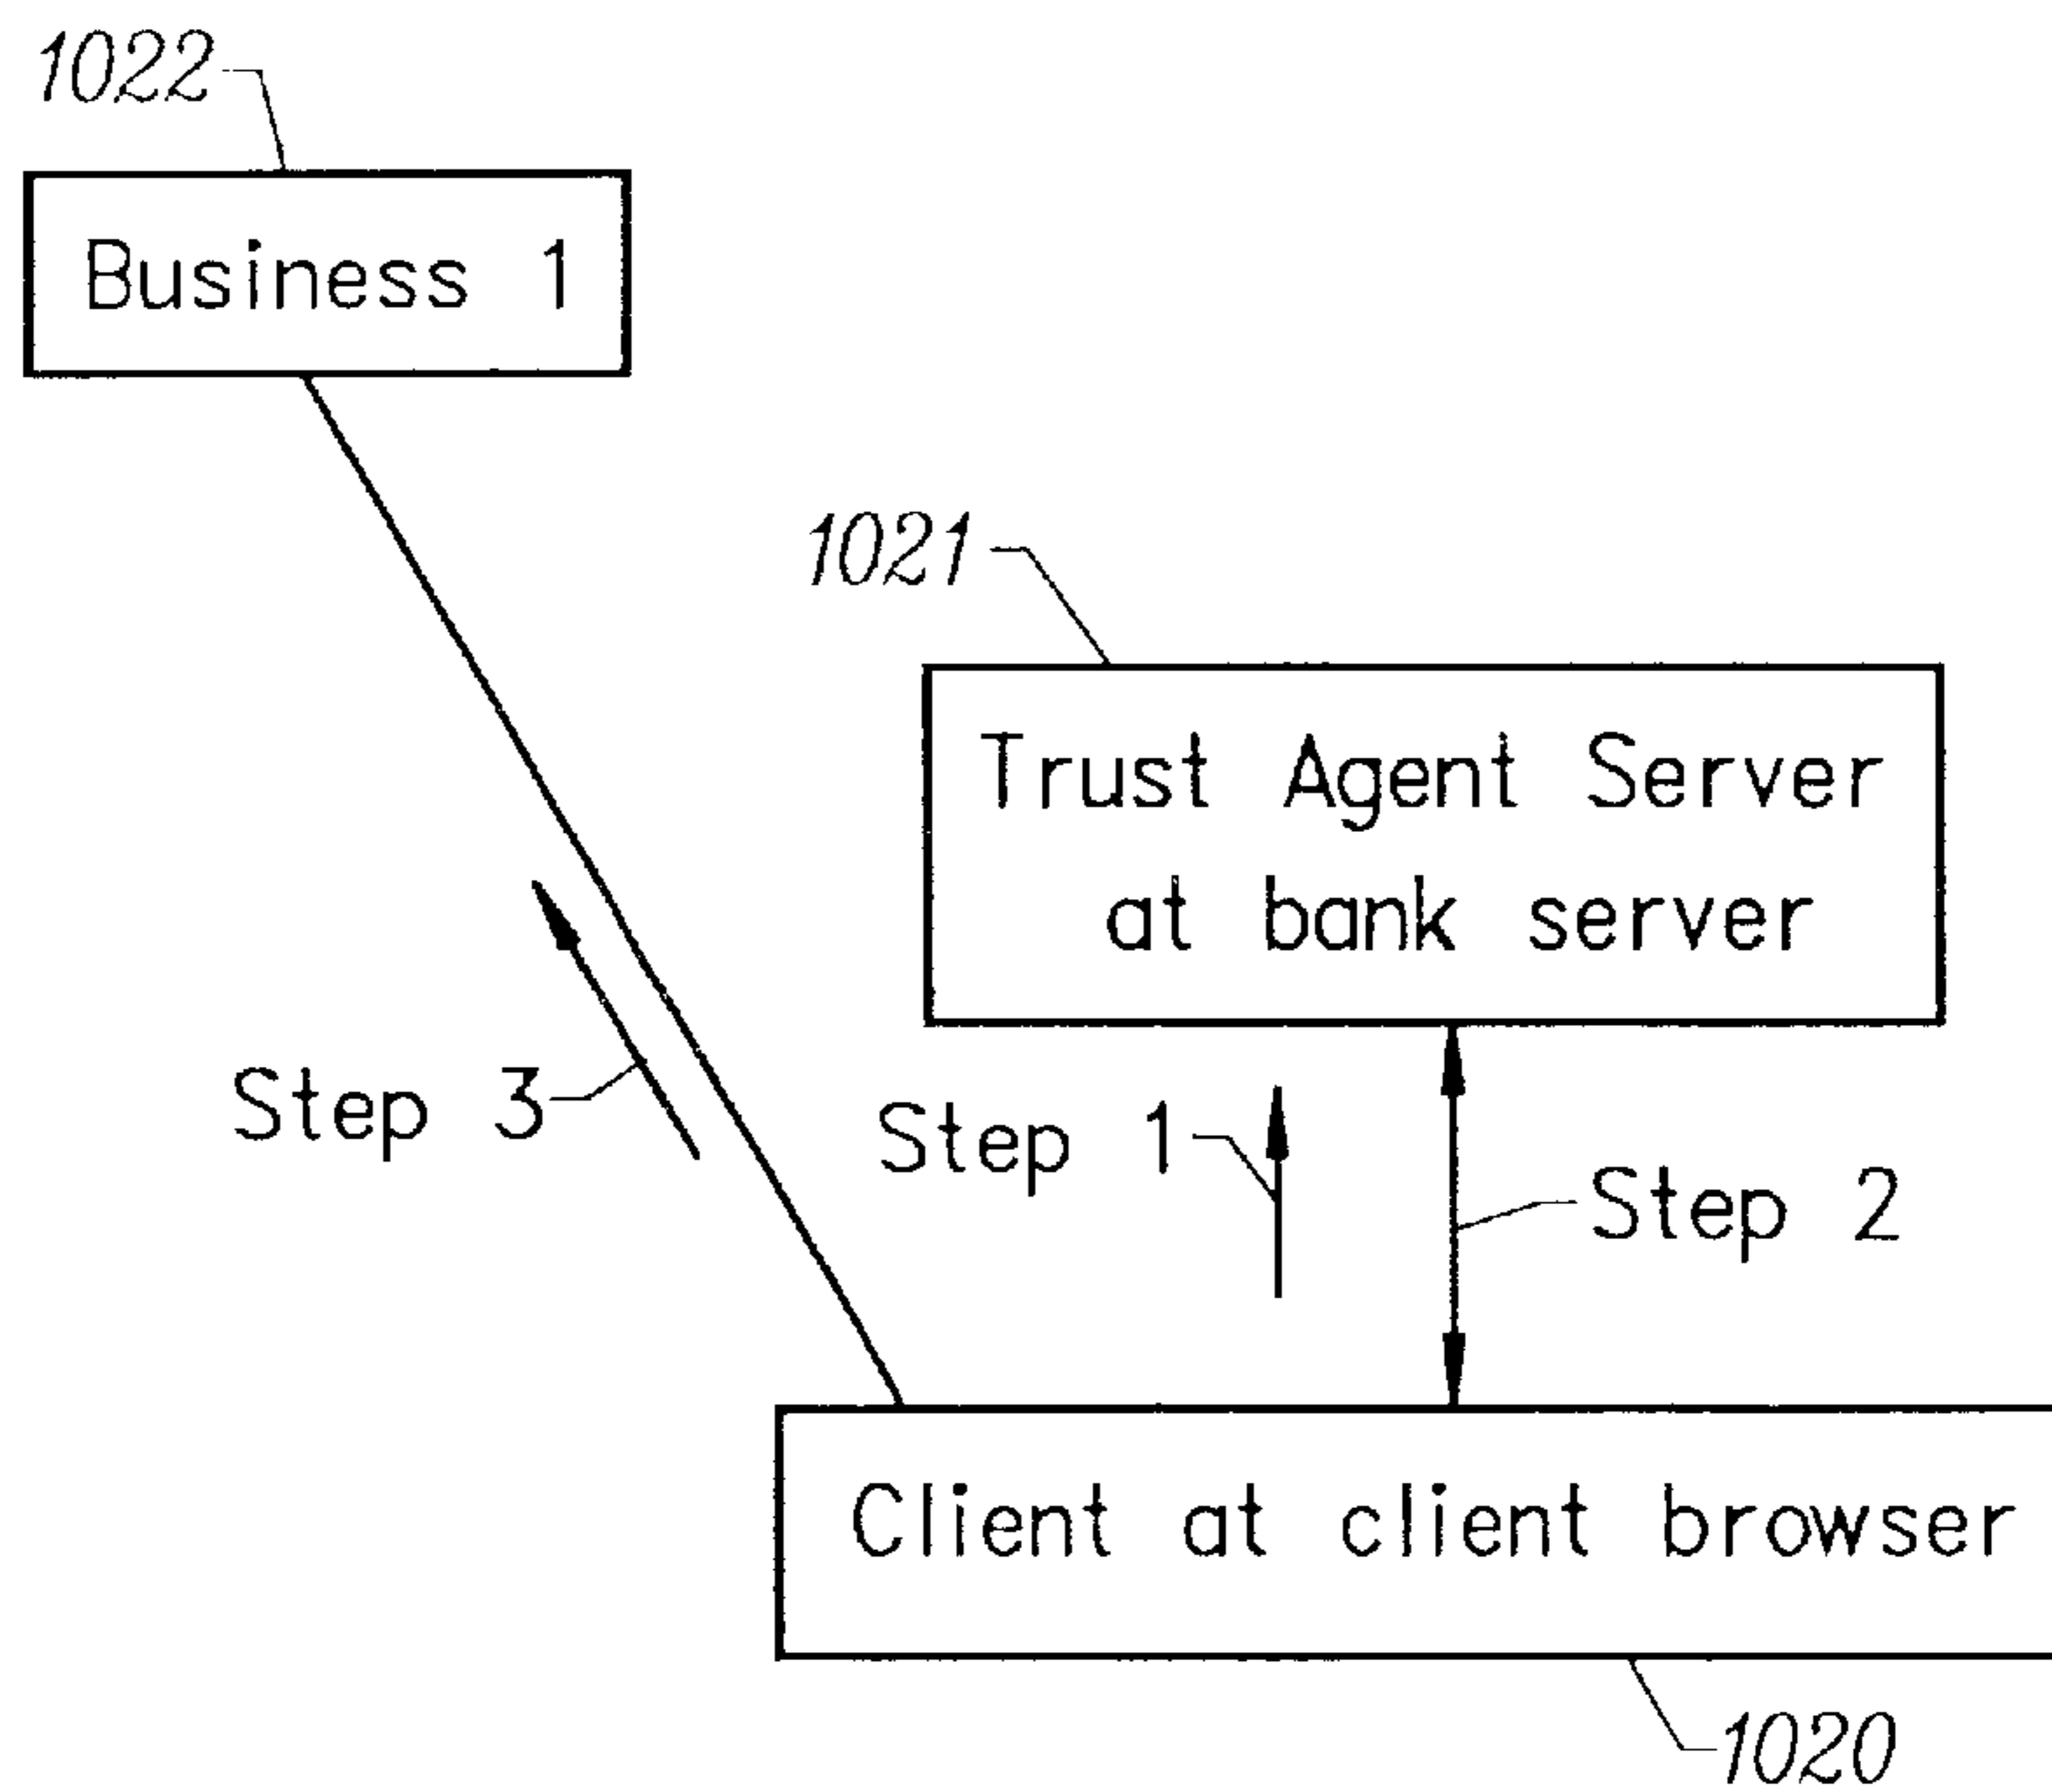 1022
Business 1
1021
Trust Agent Server
at bank server
Step 3
Step 1
Step 2
Client at client browser
1020